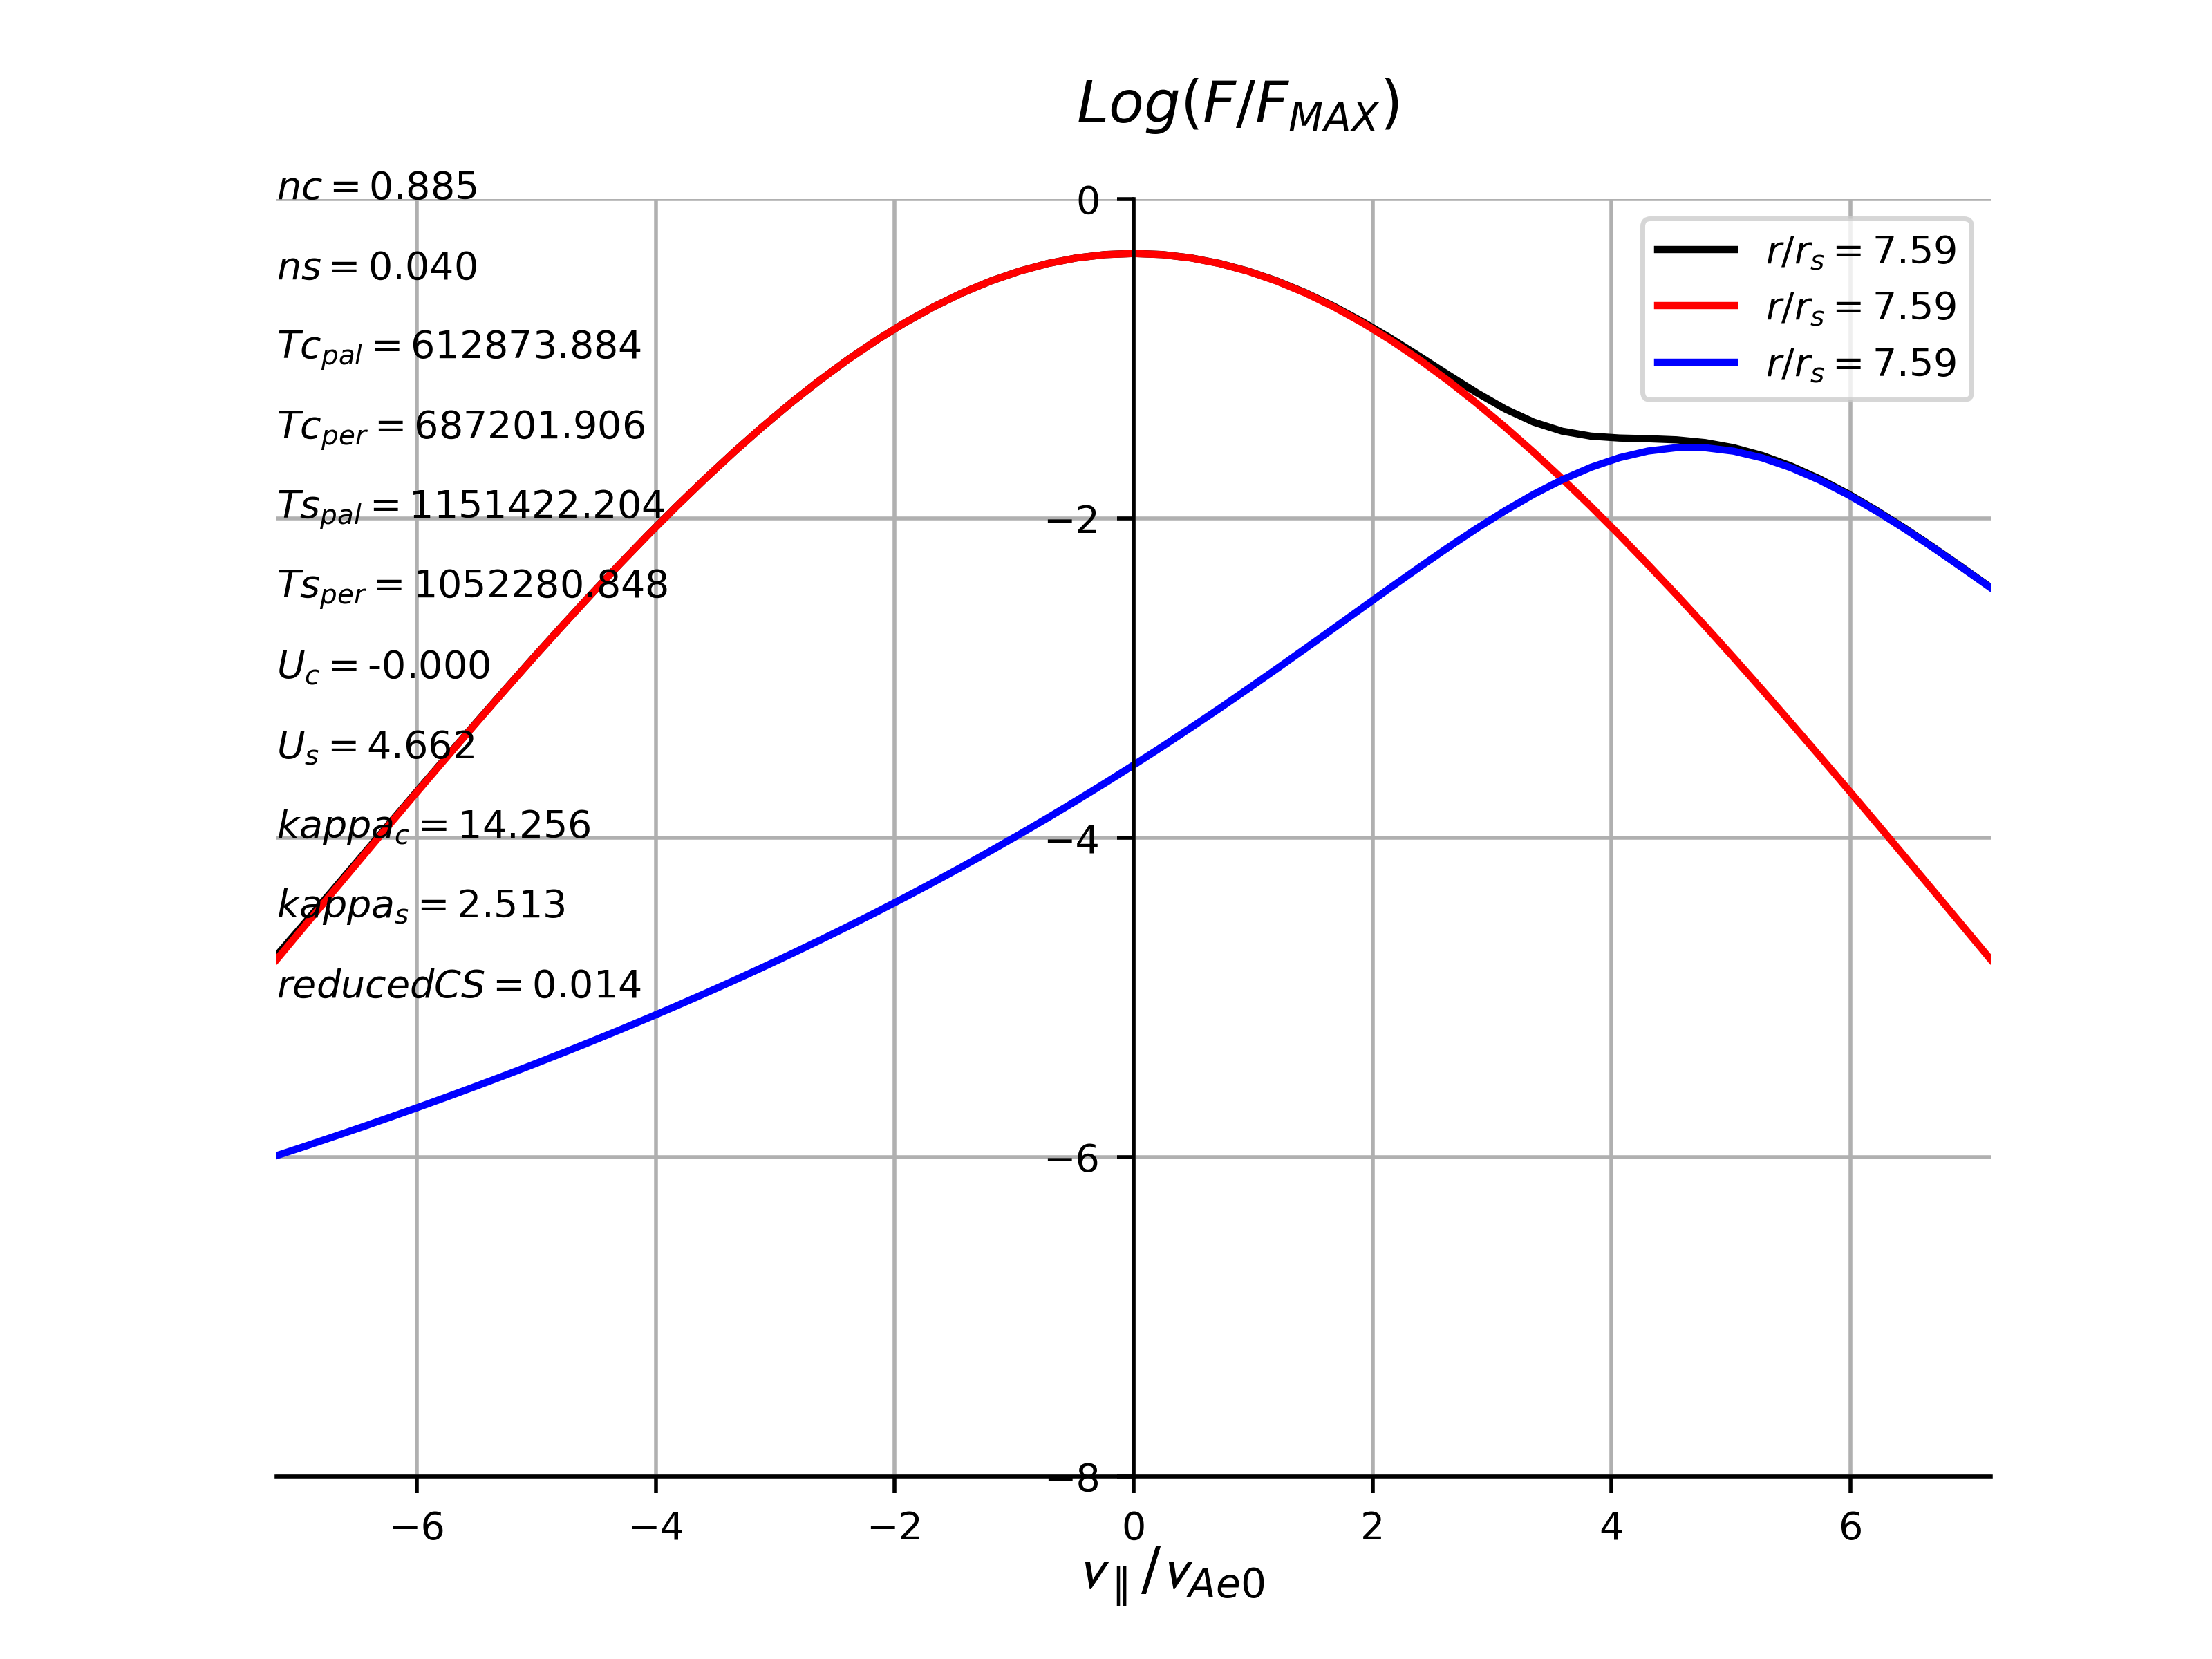 Log(F/F_MAX)
nc = 0.885
ns = 0.040
Tc_pal = 612873.884
Tc_per = 687201.906
Ts_pal = 1151422.204
Ts_per = 1052280.848
U_c = -0.000
U_s = 4.662
kappa_c = 14.256
kappa_s = 2.513
reducedCS = 0.014
0
−2
−4
−6
−8
r/r_s = 7.59
r/r_s = 7.59
r/r_s = 7.59
−6 −4 −2 0 2 4 6
v_∥/v_Ae0